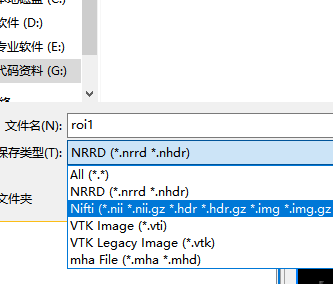 软件 (D:)
专业软件 (E:)
代码资料 (G:)
文件名(N):
roi1
保存类型(T):
NRRD (*.nrrd *.nhdr)
All (*.*)
NRRD (*.nrrd *.nhdr)
Nifti (*.nii *.nii.gz *.hdr *.hdr.gz *.img *.img.gz
VTK Image (*.vti)
VTK Legacy Image (*.vtk)
mha File (*.mha *.mhd)
文件夹